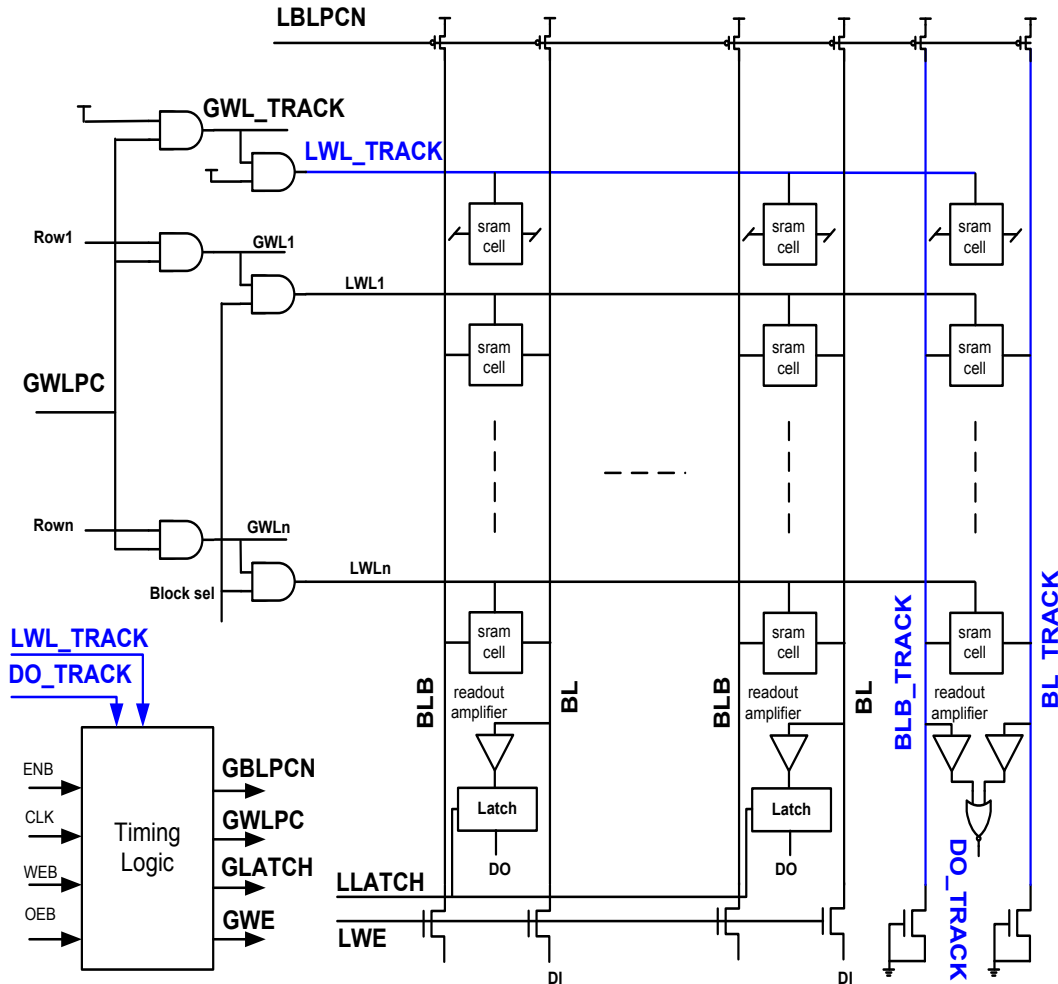 LBLPCN
GWL_TRACK
LWL_TRACK
sram
cell
sram
cell
sram
cell
Row1
GWL1
LWL1
sram
cell
sram
cell
sram
cell
GWLPC
Rown
GWLn
LWLn
Block sel
sram
cell
sram
cell
sram
cell
LWL_TRACK
DO_TRACK
BLB
BL
BLB
BL
BLB_TRACK
BL_TRACK
readout
amplifier
readout
amplifier
readout
amplifier
ENB
CLK
WEB
OEB
Timing
Logic
GBLPCN
GWLPC
GLATCH
GWE
Latch
Latch
DO
DO
DO_TRACK
LLATCH
LWE
DI
DI